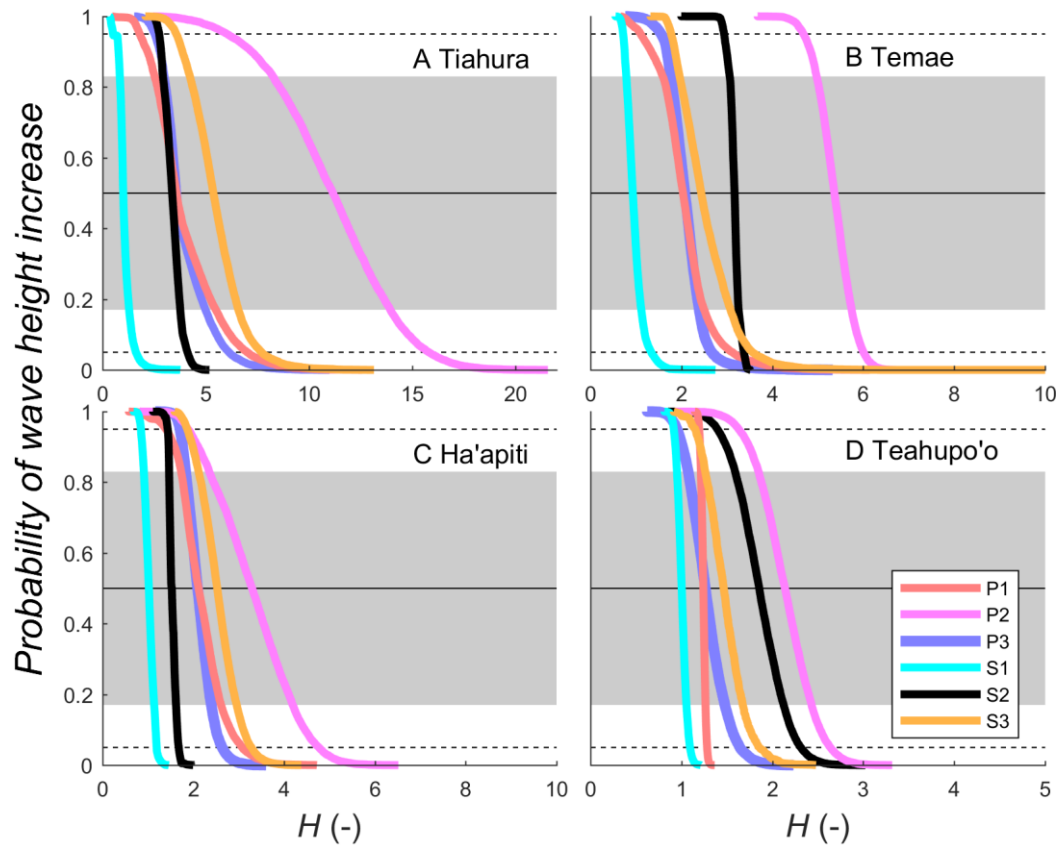 Probability of wave height increase
A Tiahura
1
0.8
0.6
0.4
0.2
0
0 5 10 15 20
B Temae
0 2 4 6 8 10
C Ha'apiti
1
0.8
0.6
0.4
0.2
0
0 2 4 6 8 10
H (-)
D Teahupo'o
P1
P2
P3
S1
S2
S3
0 1 2 3 4 5
H (-)